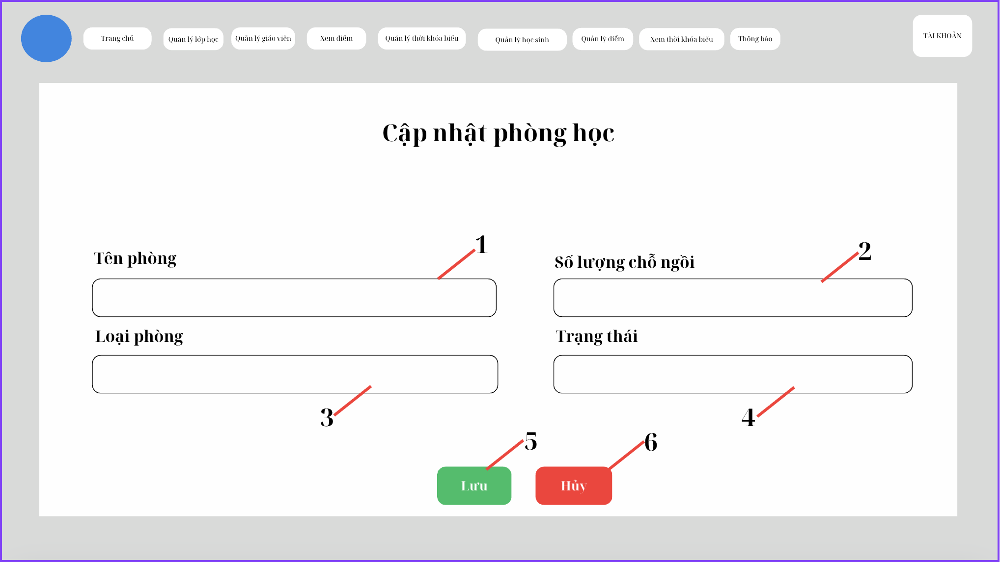 Trang chủ
Quản lý lớp học
Quản lý giáo viên
Xem điểm
Quản lý thời khóa biểu
Quản lý học sinh
Quản lý điểm
Xem thời khóa biểu
Thông báo
TÀI KHOẢN
Cập nhật phòng học
1
2
Tên phòng
Số lượng chỗ ngồi
Loại phòng
Trạng thái
3
4
5
6
Lưu
Hủy